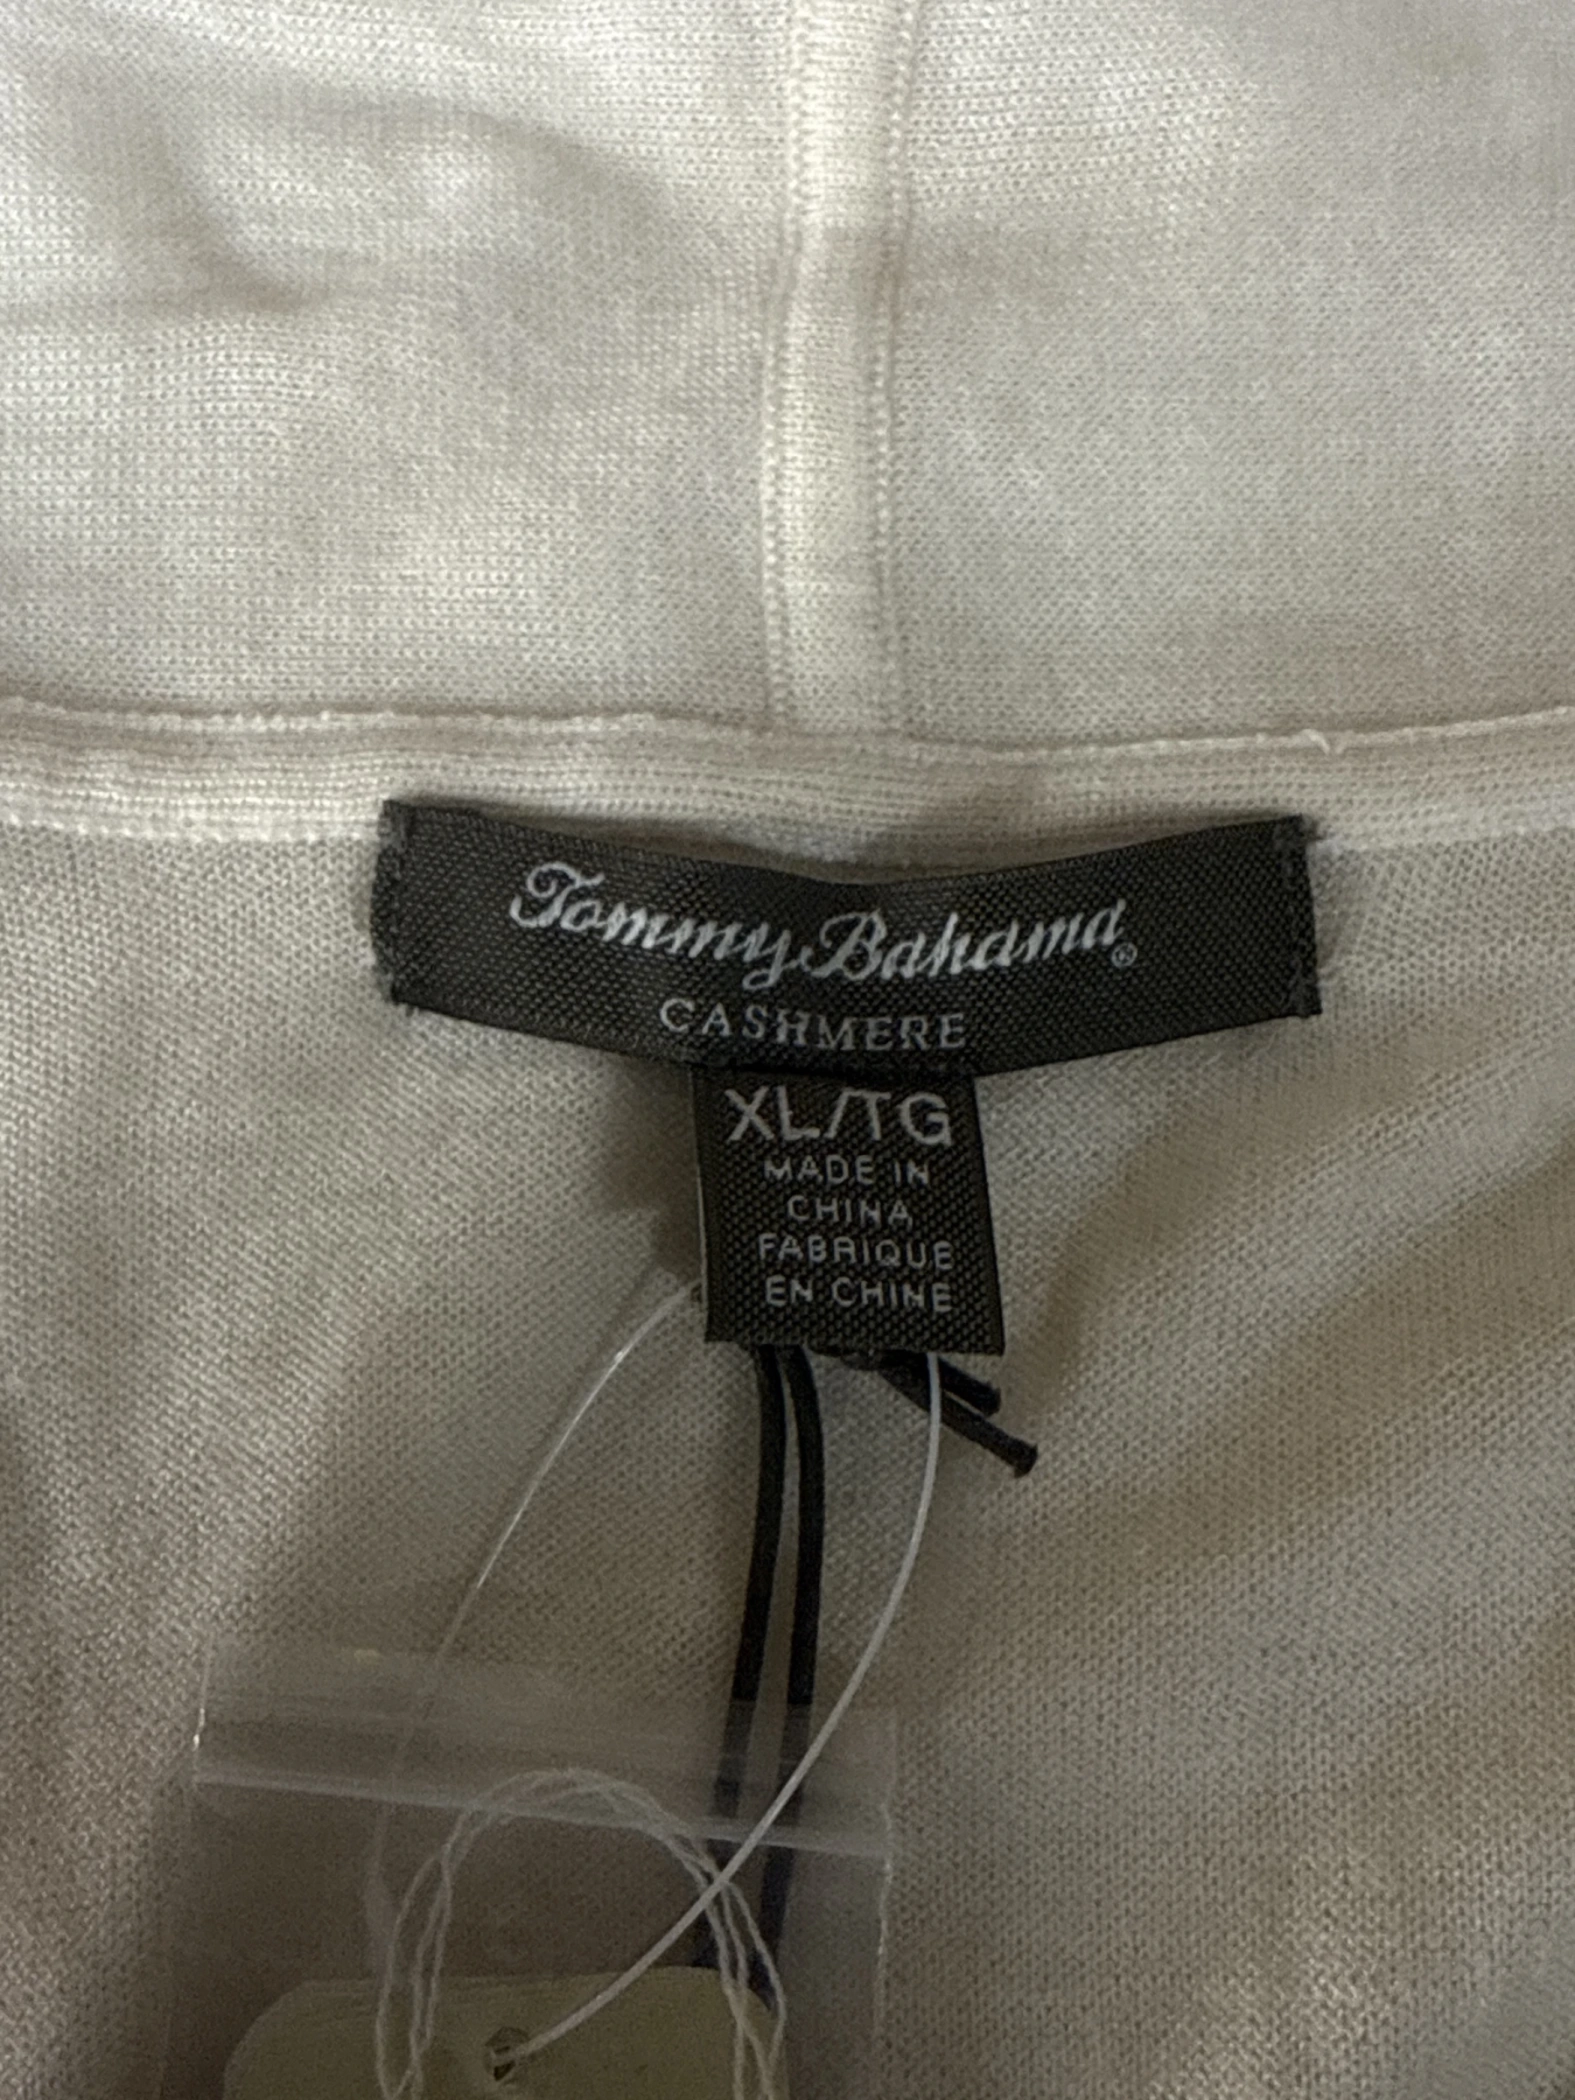 Tommy Bahama®
CASHMERE
XL/TG
MADE IN
CHINA
FABRIQUE
EN CHINE